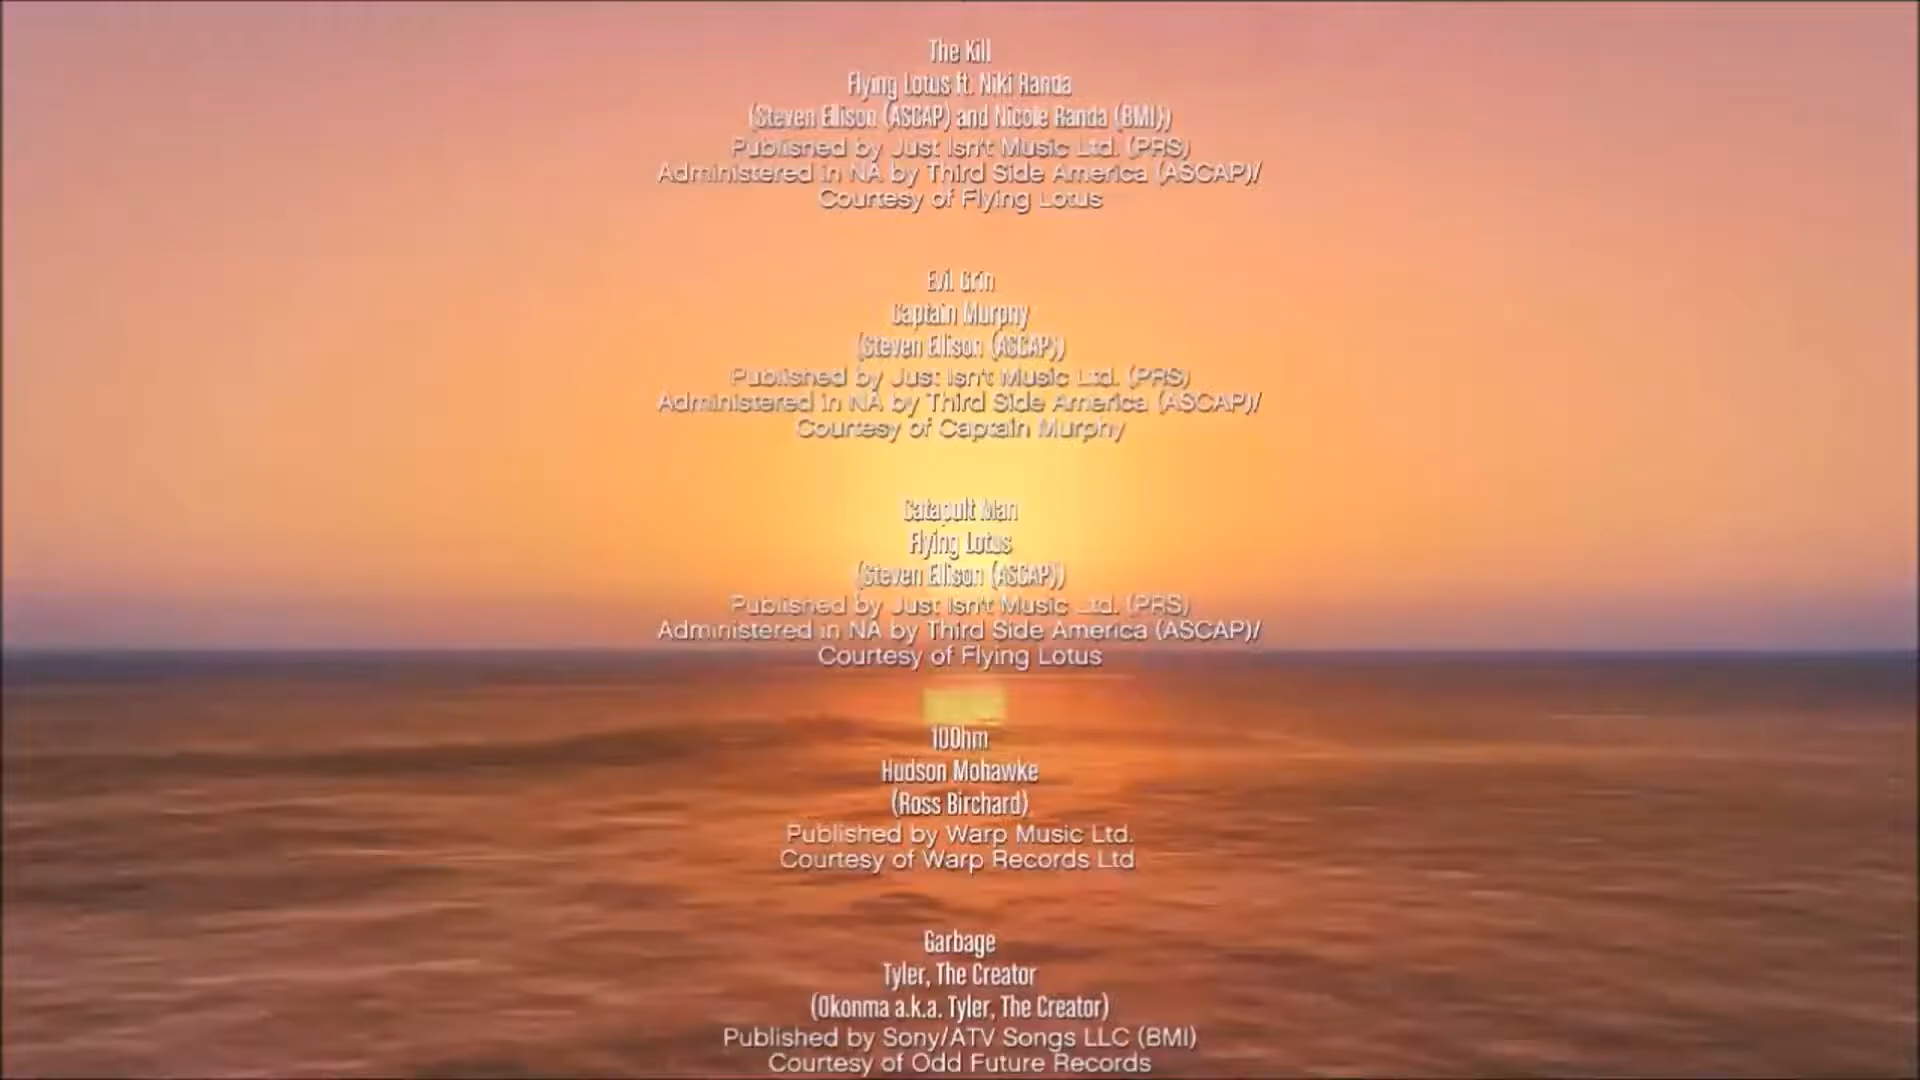 The Kill
Flying Lotus ft. Niki Randa
(Steven Ellison (ASCAP) and Nicole Randa (BMI))
Published by Just Isn't Music Ltd. (PRS)
Administered in NA by Third Side America (ASCAP)/
Courtesy of Flying Lotus
Evil Grin
Captain Murphy
(Steven Ellison (ASCAP))
Published by Just Isn't Music Ltd. (PRS)
Administered in NA by Third Side America (ASCAP)/
Courtesy of Captain Murphy
Catapult Man
Flying Lotus
(Steven Ellison (ASCAP))
Published by Just Isn't Music Ltd. (PRS)
Administered in NA by Third Side America (ASCAP)/
Courtesy of Flying Lotus
100hm
Hudson Mohawke
(Ross Birchard)
Published by Warp Music Ltd.
Courtesy of Warp Records Ltd
Garbage
Tyler, The Creator
(Okonma a.k.a. Tyler, The Creator)
Published by Sony/ATV Songs LLC (BMI)
Courtesy of Odd Future Records